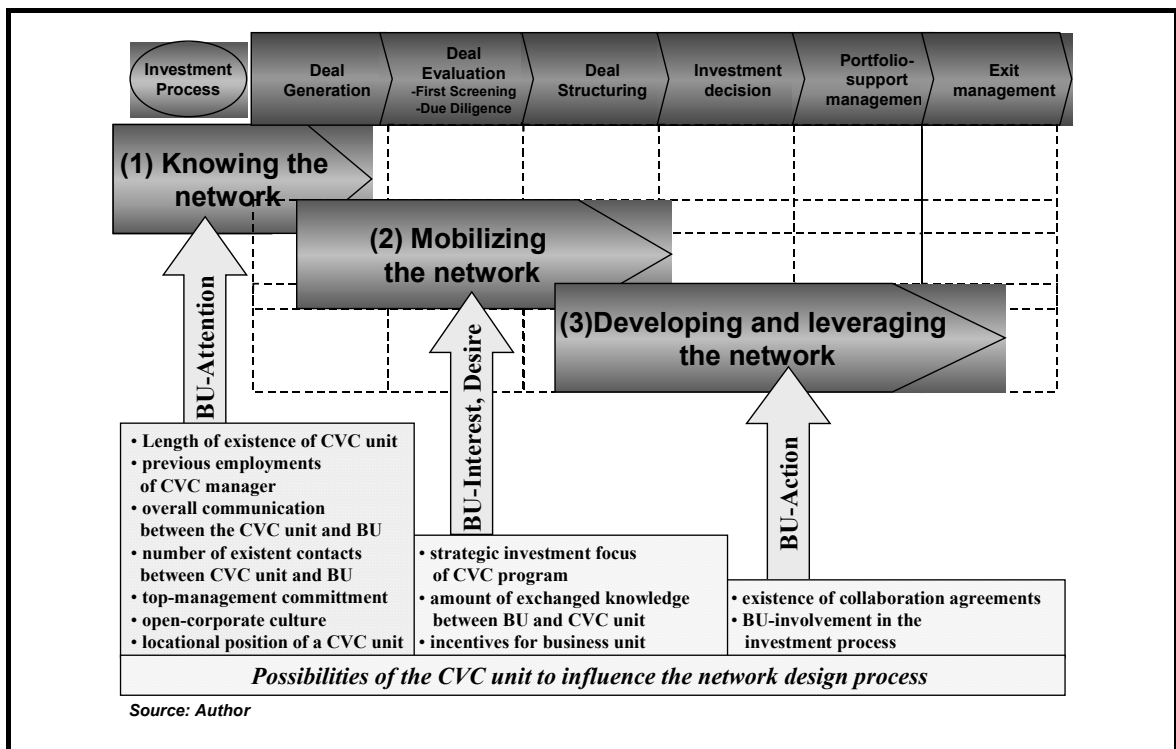 Investment
Process
Deal
Generation
Deal
Evaluation
-First Screening
-Due Diligence
Deal
Structuring
Investment
decision
Portfolio-
support
managemen
Exit
management
(1) Knowing the
network
(2) Mobilizing
the network
(3)Developing and leveraging
the network
BU-Attention
BU-Interest, Desire
BU-Action
• Length of existence of CVC unit
• previous employments
of CVC manager
• overall communication
between the CVC unit and BU
• number of existent contacts
between CVC unit and BU
• top-management committment
• open-corporate culture
• locational position of a CVC unit
• strategic investment focus
of CVC program
• amount of exchanged knowledge
between BU and CVC unit
• incentives for business unit
• existence of collaboration agreements
• BU-involvement in the
investment process
Possibilities of the CVC unit to influence the network design process
Source: Author